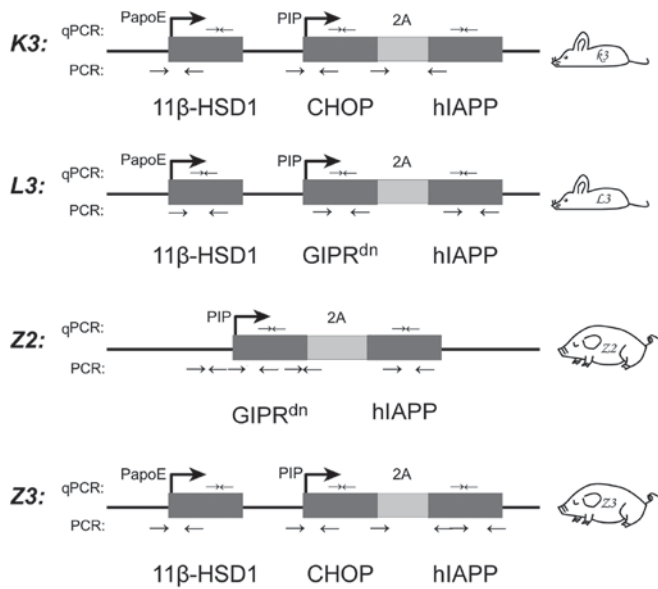 PapoE PIP
qPCR: 2A
K3: k3
PCR:
11β-HSD1 CHOP hIAPP
PapoE PIP
qPCR: 2A
L3: L3
PCR:
11β-HSD1 GIPRdn hIAPP
PIP
qPCR: 2A
Z2: Z2
PCR:
GIPRdn hIAPP
PapoE PIP
qPCR: 2A
Z3: Z3
PCR:
11β-HSD1 CHOP hIAPP